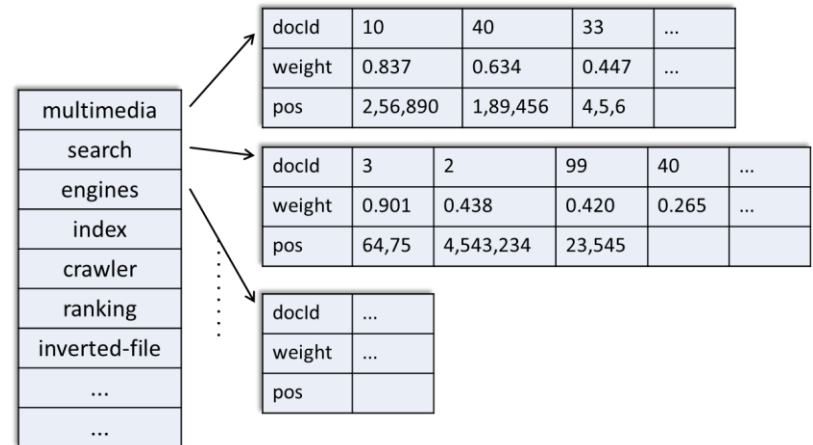 multimedia
search
engines
index
crawler
ranking
inverted-file
...
...
docId 10 40 33 ...
weight 0.837 0.634 0.447 ...
pos 2,56,890 1,89,456 4,5,6
docId 3 2 99 40 ...
weight 0.901 0.438 0.420 0.265 ...
pos 64,75 4,543,234 23,545
docId ...
weight ...
pos